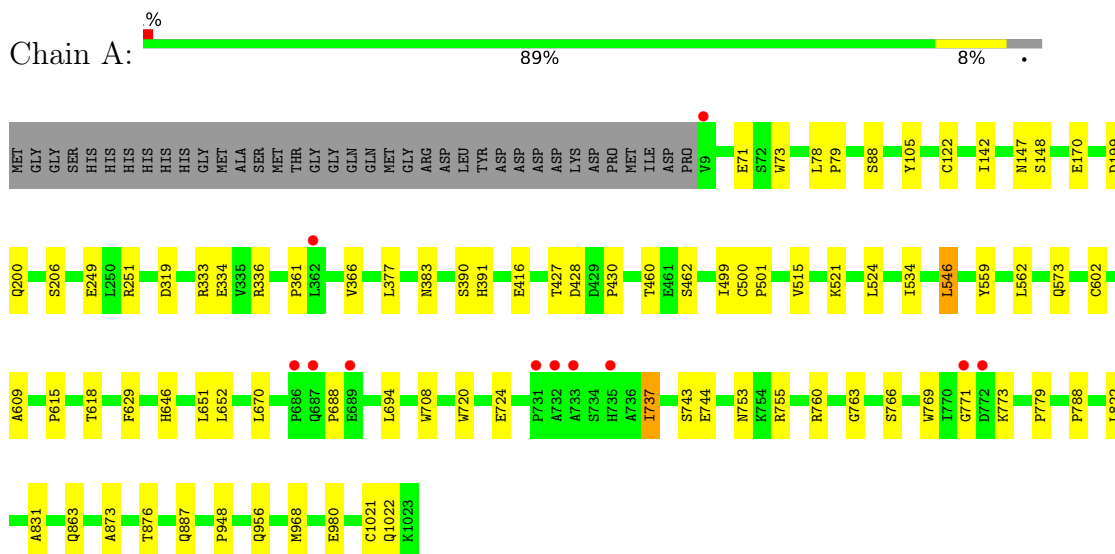 .%
Chain A:
89% 8% •
MET GLY GLY SER HIS HIS HIS HIS HIS HIS GLY MET ALA SER MET THR GLY GLY GLN GLN MET GLY ARG ASP LEU TYR ASP ASP ASP ASP LYS ASP PRO MET ILE ASP PRO V9 E71 S72 W73 L78 P79 S88 Y105 C122 I142 N147 S148 E170 D199
Q200 S206 E249 L250 R251 D319 R333 E334 V335 R336 P361 L362 V366 L377 N383 S390 H391 E416 T427 D428 D429 P430 T460 E461 S462 I499 C500 P501 V515 K521 L524 I534 L546 Y559 L562 Q573 C602
A609 P615 T618 F629 H646 L651 L652 L670 P686 Q687 P688 E689 L694 W708 W720 E724 P731 A732 A733 S734 H735 A736 I737 S743 E744 N753 K754 R755 R760 G763 S766 W769 I770 G771 D772 K773 P779 P788
A831 Q863 A873 T876 Q887 P948 Q956 M968 E980 C1021 Q1022 K1023